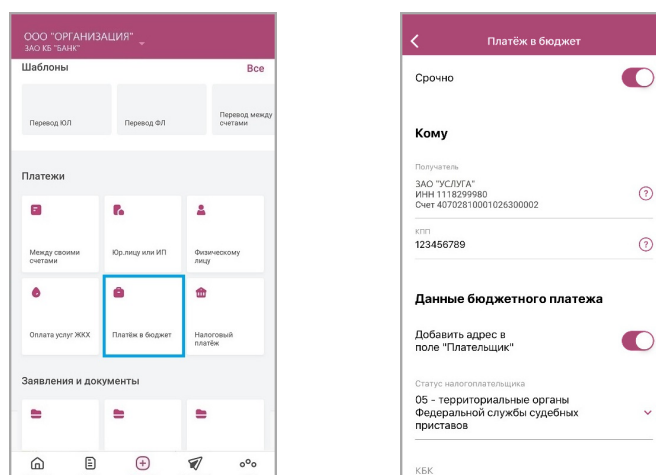 ООО "ОРГАНИЗАЦИЯ"
ЗАО КБ "БАНК"
Шаблоны
Все
Перевод ЮЛ
Перевод ФЛ
Перевод между
счетами
Платежи
Между своими
счетами
Юр.лицу или ИП
Физическому
лицу
Оплата услуг ЖКХ
Платёж в бюджет
Налоговый
платёж
Заявления и документы
Платёж в бюджет
Срочно
Кому
Получатель
ЗАО "УСЛУГА"
ИНН 1118299980
Счет 40702810001026300002
КПП
123456789
Данные бюджетного платежа
Добавить адрес в
поле "Плательщик"
Статус налогоплательщика
05 - территориальные органы
Федеральной службы судебных
приставов
КБК